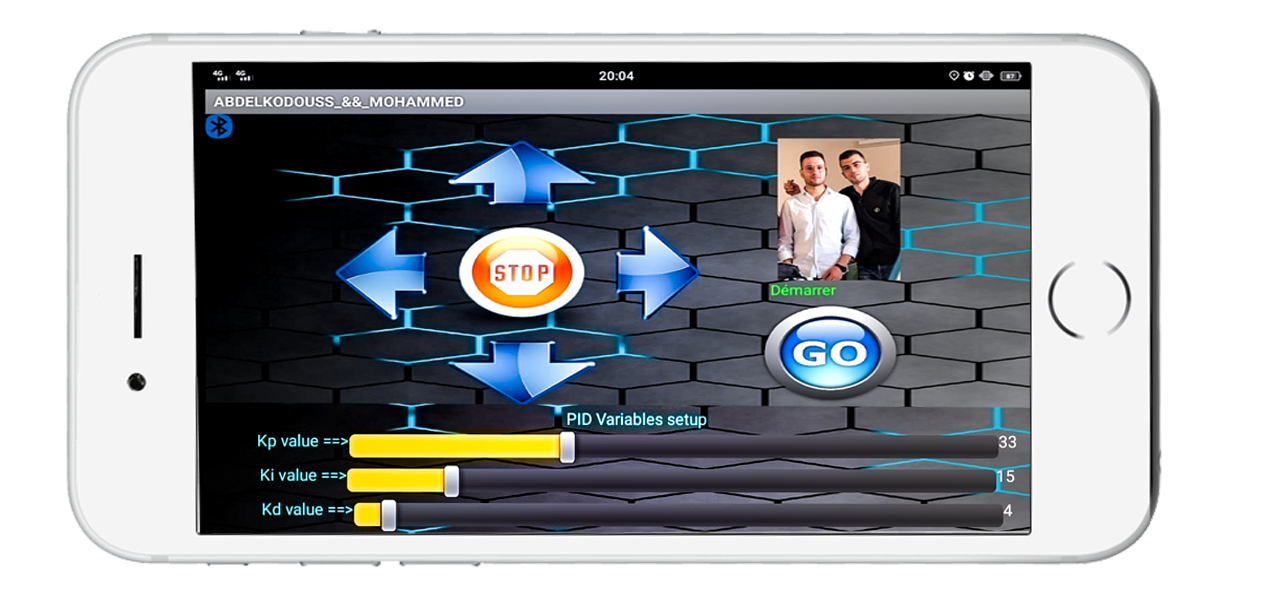 4G 4G 20:04 87
ABDELKODOUSS_&&_MOHAMMED
STOP
Démarrer
GO
PID Variables setup
Kp value ==> 33
Ki value ==> 15
Kd value ==> 4